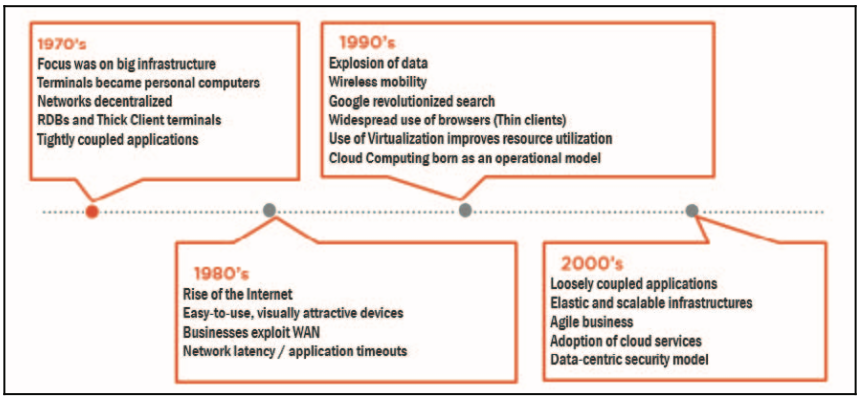 1970's
Focus was on big infrastructure
Terminals became personal computers
Networks decentralized
RDBs and Thick Client terminals
Tightly coupled applications
1990's
Explosion of data
Wireless mobility
Google revolutionized search
Widespread use of browsers (Thin clients)
Use of Virtualization improves resource utilization
Cloud Computing born as an operational model
1980's
Rise of the Internet
Easy-to-use, visually attractive devices
Businesses exploit WAN
Network latency / application timeouts
2000's
Loosely coupled applications
Elastic and scalable infrastructures
Agile business
Adoption of cloud services
Data-centric security model